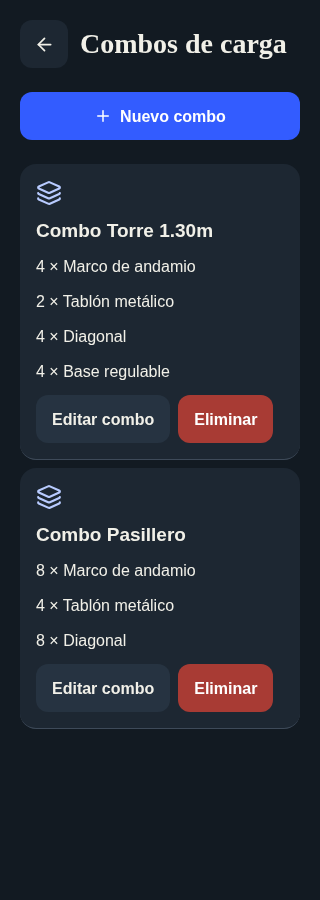 Combos de carga
Nuevo combo
Combo Torre 1.30m
4 × Marco de andamio
2 × Tablón metálico
4 × Diagonal
4 × Base regulable
Editar combo Eliminar
Combo Pasillero
8 × Marco de andamio
4 × Tablón metálico
8 × Diagonal
Editar combo Eliminar